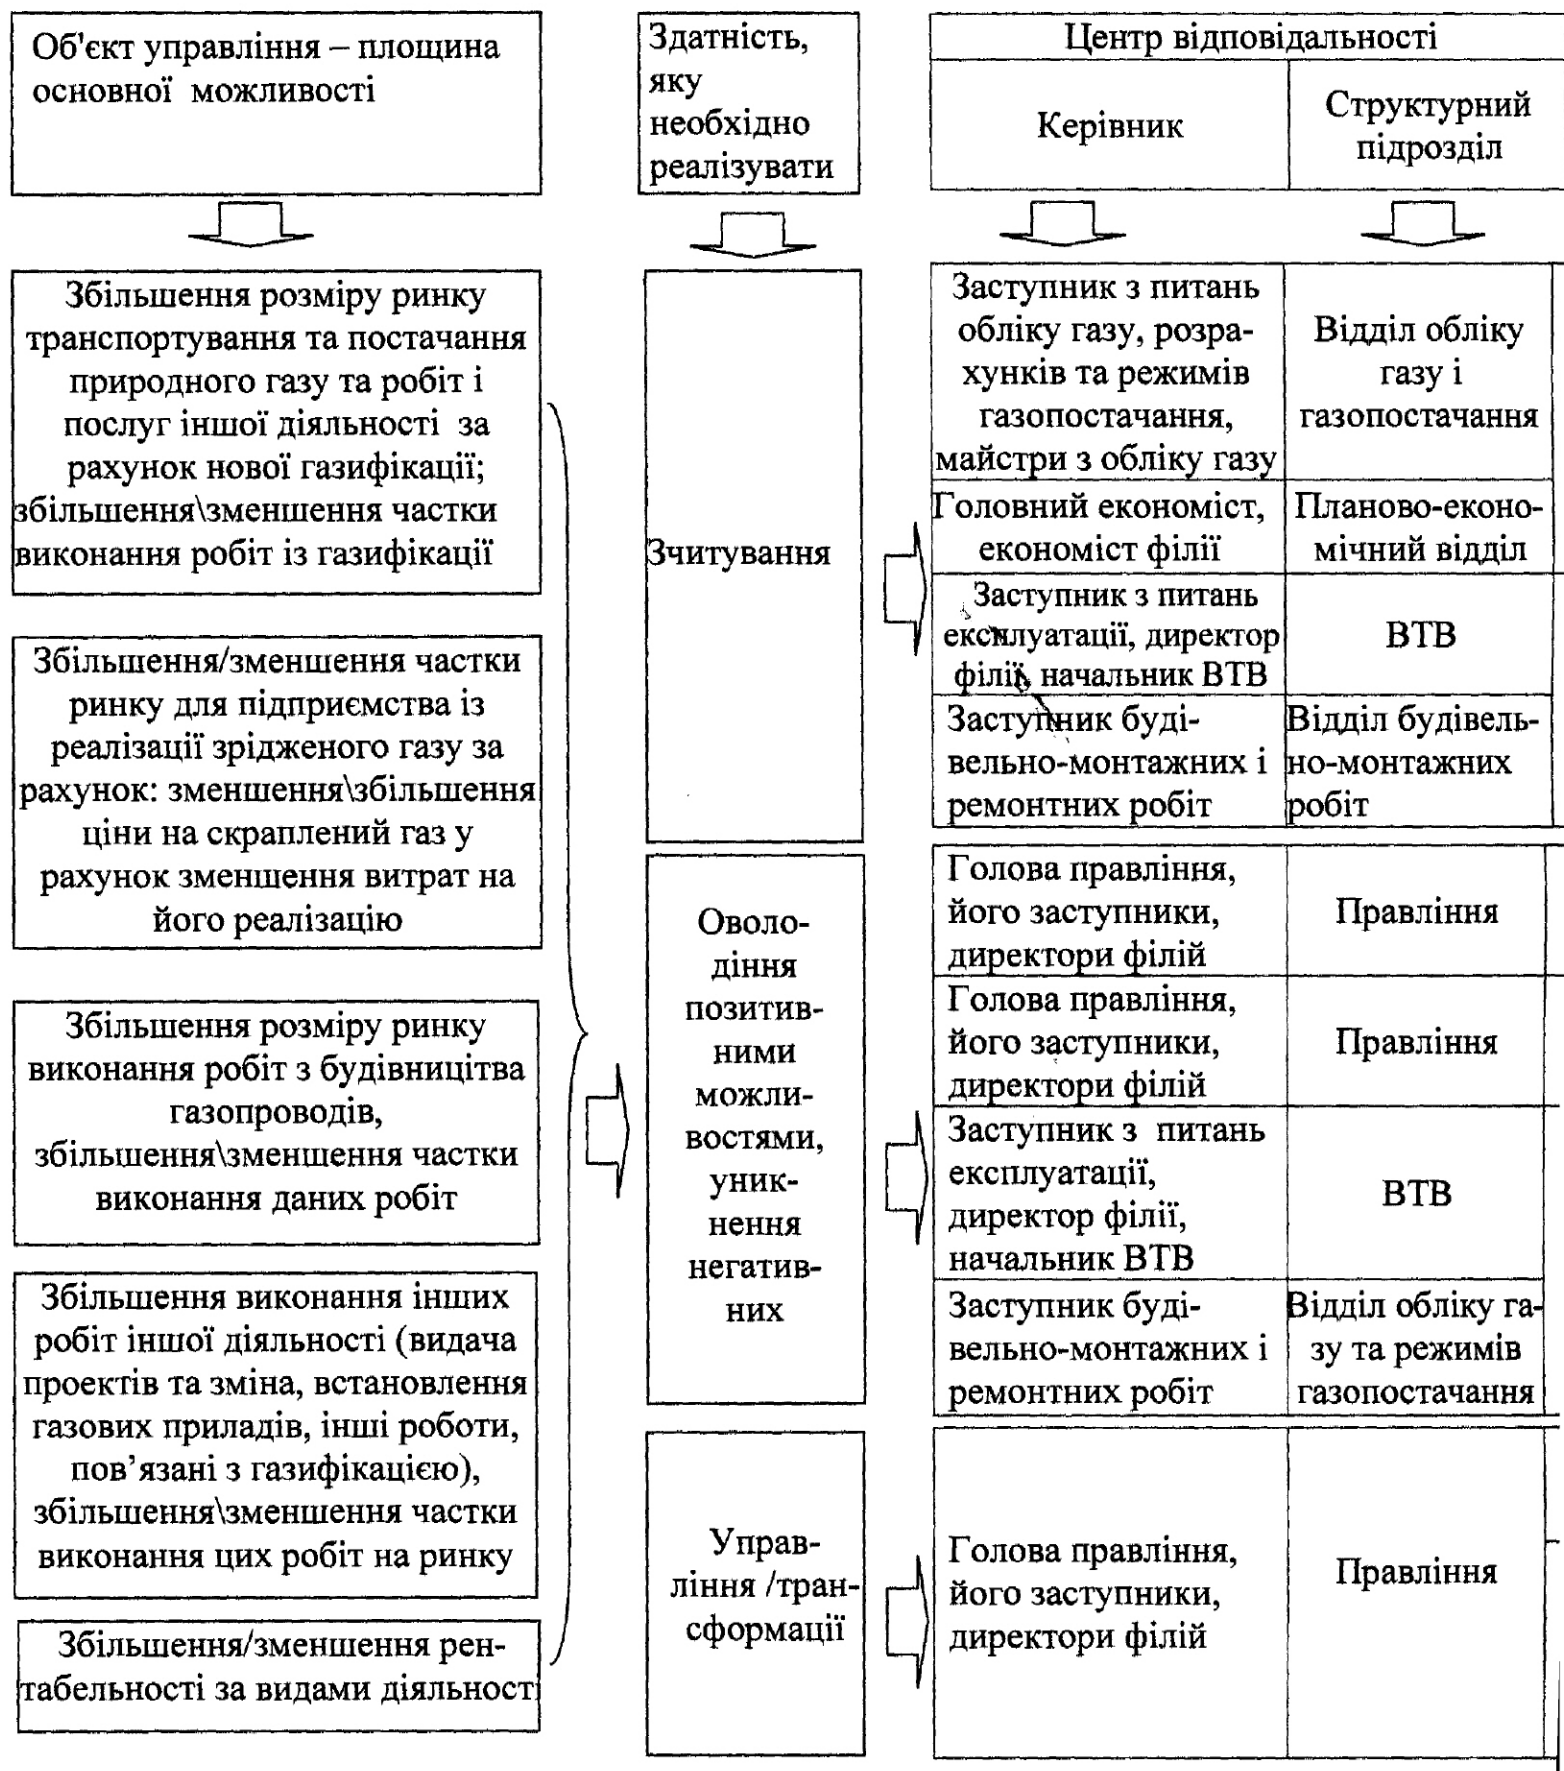 Об'єкт управління – площина
основної можливості
Здатність,
яку
необхідно
реалізувати
Центр відповідальності
Керівник
Структурний
підрозділ
Збільшення розміру ринку
транспортування та постачання
природного газу та робіт і
послуг іншої діяльності за
рахунок нової газифікації;
збільшення\зменшення частки
виконання робіт із газифікації
Збільшення/зменшення частки
ринку для підприємства із
реалізації зрідженого газу за
рахунок: зменшення\збільшення
ціни на скраплений газ у
рахунок зменшення витрат на
його реалізацію
Збільшення розміру ринку
виконання робіт з будівницітва
газопроводів,
збільшення\зменшення частки
виконання даних робіт
Збільшення виконання інших
робіт іншої діяльності (видача
проектів та зміна, встановлення
газових приладів, інші роботи,
пов’язані з газифікацією),
збільшення\зменшення частки
виконання цих робіт на ринку
Збільшення/зменшення рен-
табельності за видами діяльност
Зчитування
Оволо-
діння
позитив-
ними
можли-
востями,
уник-
нення
негатив-
них
Управ-
ління /тран-
сформації
Заступник з питань
обліку газу, розра-
хунків та режимів
газопостачання,
майстри з обліку газу
Відділ обліку
газу і
газопостачання
Головний економіст,
економіст філії
Планово-еконо-
мічний відділ
Заступник з питань
експлуатації, директор
філії, начальник ВТВ
ВТВ
Заступник буді-
вельно-монтажних і
ремонтних робіт
Відділ будівель-
но-монтажних
робіт
Голова правління,
його заступники,
директори філій
Правління
Голова правління,
його заступники,
директори філій
Правління
Заступник з питань
експлуатації,
директор філії,
начальник ВТВ
ВТВ
Заступник буді-
вельно-монтажних і
ремонтних робіт
Відділ обліку га-
зу та режимів
газопостачання
Голова правління,
його заступники,
директори філій
Правління